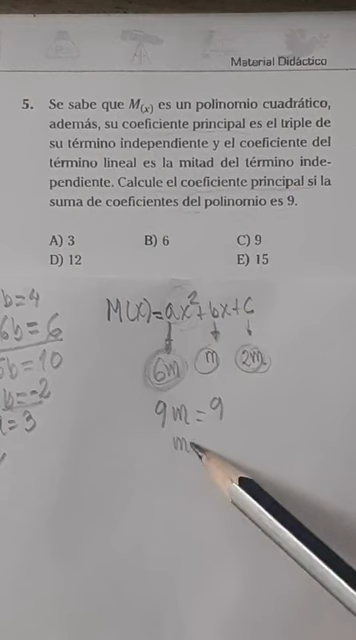 Material Didáctico
5. Se sabe que M(x) es un polinomio cuadrático,
además, su coeficiente principal es el triple de
su término independiente y el coeficiente del
término lineal es la mitad del término inde-
pendiente. Calcule el coeficiente principal si la
suma de coeficientes del polinomio es 9.
A) 3 B) 6 C) 9
D) 12 E) 15
b=4
6b=6
5b=10
b=-2
=3
M(x)=ax²+bx+c
6m m 2m
9m=9
m